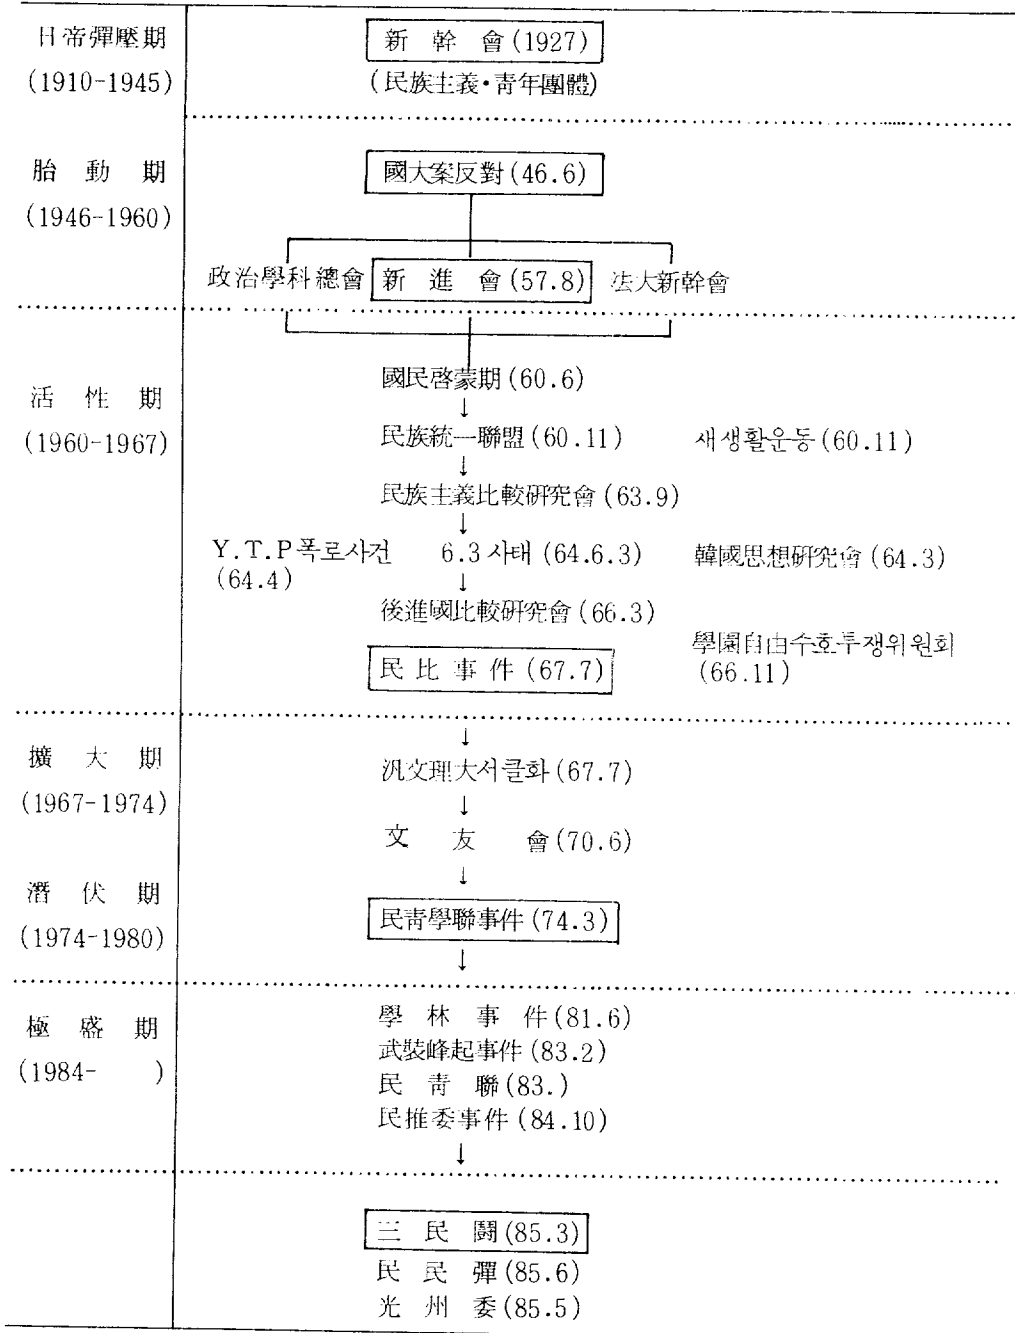 日帝彈壓期
(1910-1945)
新 幹 會(1927)
(民族主義·靑年團體)
胎 動 期
(1946-1960)
國大案反對(46.6)
政治學科總會 新 進 會(57.8) 法大新幹會
活 性 期
(1960-1967)
國民啓蒙期(60.6)
↓
民族統一聯盟(60.11) 새생활운동(60.11)
↓
民族主義比較硏究會(63.9)
↓
Y.T.P폭로사건 6.3사태(64.6.3) 韓國思想硏究會(64.3)
(64.4)
↓
後進國比較硏究會(66.3)
學園自由수호투쟁위원회
(66.11)
民比事件(67.7)
↓
擴 大 期
(1967-1974)
汎文理大서클화(67.7)
↓
文 友 會(70.6)
↓
潛 伏 期
(1974-1980)
民靑學聯事件(74.3)
↓
極 盛 期
(1984- )
學 林 事 件(81.6)
武裝峰起事件(83.2)
民 靑 聯(83.)
民推委事件(84.10)
↓
三 民 鬪(85.3)
民 民 彈(85.6)
光 州 委(85.5)